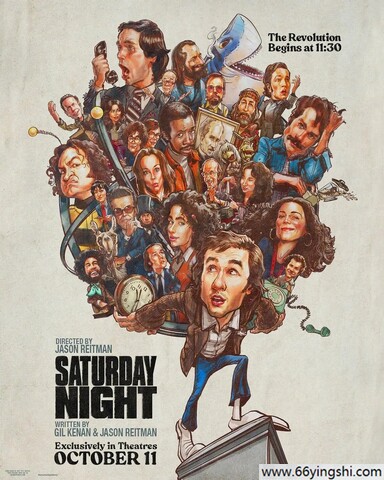 The Revolution
Begins at 11:30
DIRECTED BY
JASON REITMAN
SATURDAY
NIGHT
WRITTEN BY
GIL KENAN & JASON REITMAN
Exclusively in Theatres
OCTOBER 11
www.66yingshi.com